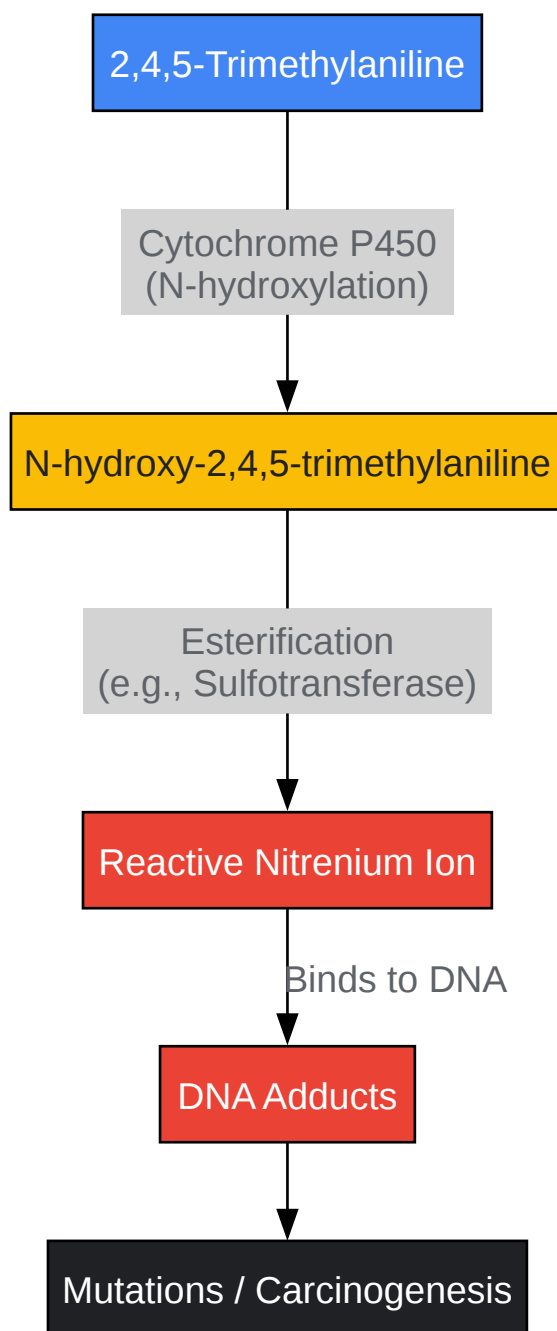 2,4,5-Trimethylaniline
Cytochrome P450
(N-hydroxylation)
N-hydroxy-2,4,5-trimethylaniline
Esterification
(e.g., Sulfotransferase)
Reactive Nitrenium Ion
Binds to DNA
DNA Adducts
Mutations / Carcinogenesis